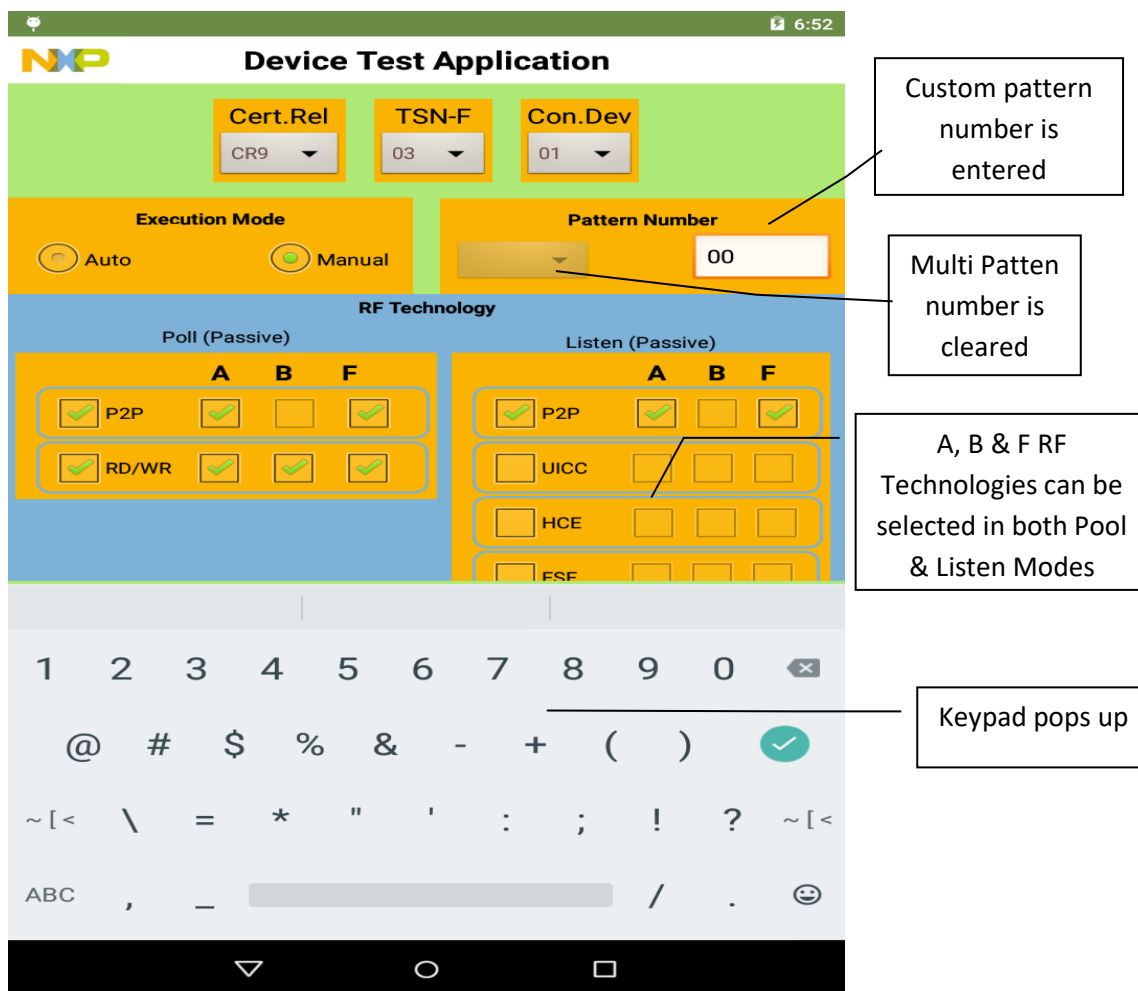 6:52
NXP Device Test Application
Cert.Rel TSN-F Con.Dev
CR9 03 01
Execution Mode
Auto Manual
Pattern Number
00
RF Technology
Poll (Passive)
A B F
P2P
RD/WR
Listen (Passive)
A B F
P2P
UICC
HCE
ESE
1 2 3 4 5 6 7 8 9 0
@ # $ % & - + ( )
~ [ < \ = * " ' : ; ! ? ~ [ <
ABC , _ / .
Custom pattern
number is
entered
Multi Patten
number is
cleared
A, B & F RF
Technologies can be
selected in both Pool
& Listen Modes
Keypad pops up